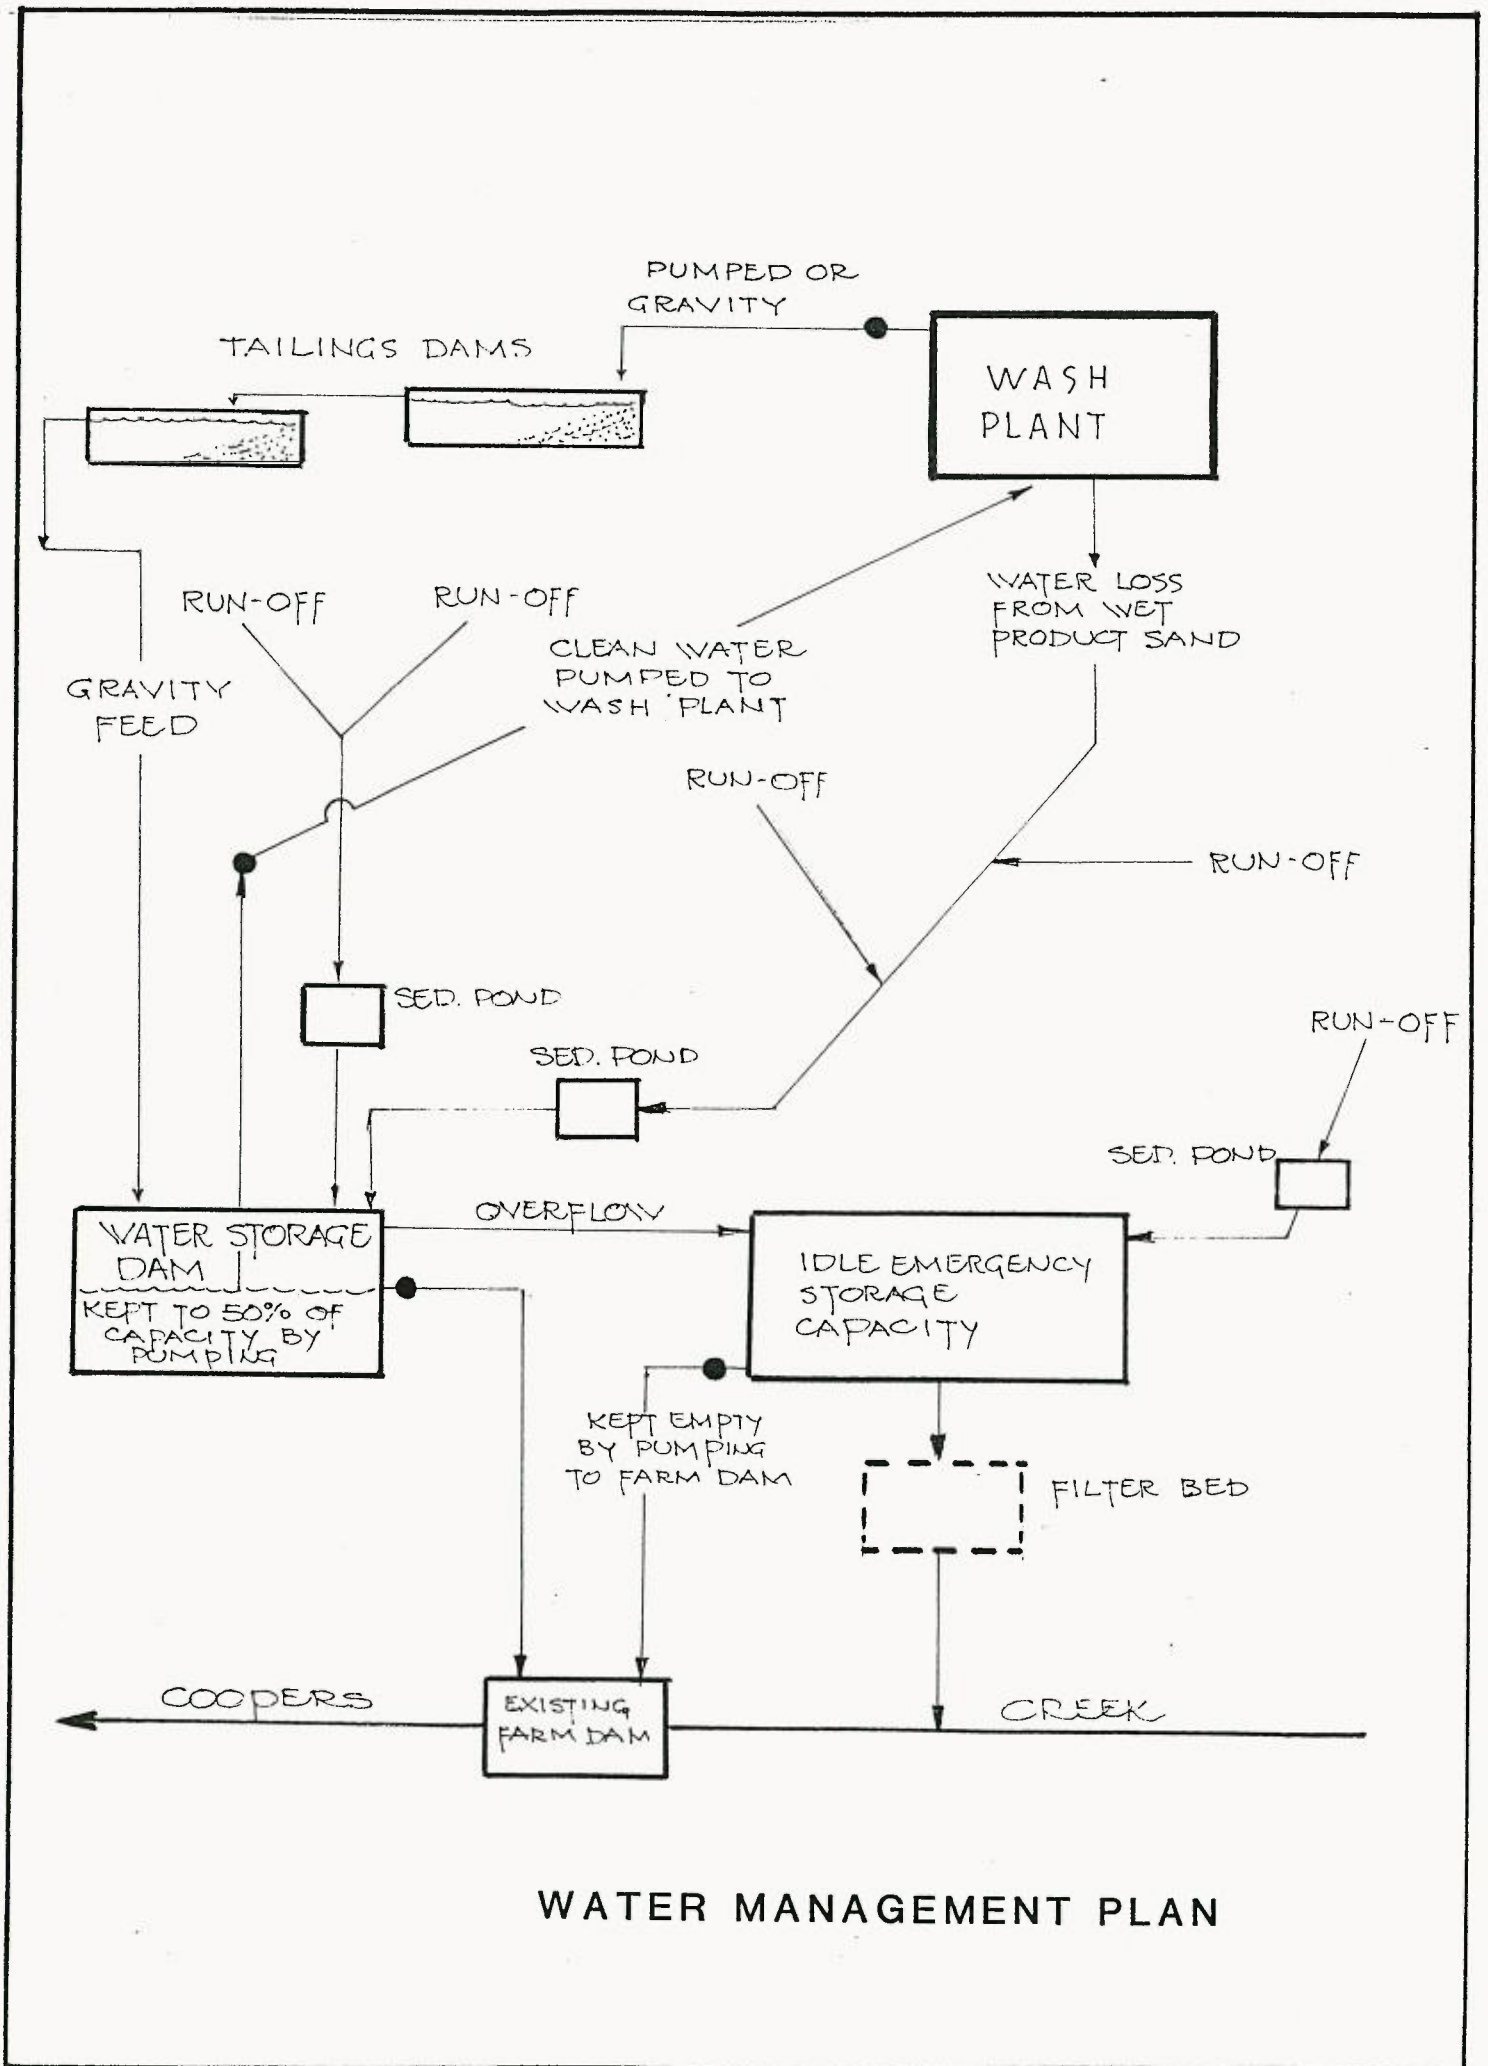 PUMPED OR
GRAVITY
TAILINGS DAMS
WASH
PLANT
WATER LOSS
FROM WET
PRODUCT SAND
RUN-OFF
RUN-OFF
CLEAN WATER
PUMPED TO
WASH PLANT
GRAVITY
FEED
RUN-OFF
RUN-OFF
SED. POND
SED. POND
RUN-OFF
SED. POND
WATER STORAGE
DAM
KEPT TO 50% OF
CAPACITY BY
PUMPING
OVERFLOW
IDLE EMERGENCY
STORAGE
CAPACITY
KEPT EMPTY
BY PUMPING
TO FARM DAM
FILTER BED
COOPERS
EXISTING
FARM DAM
CREEK
WATER MANAGEMENT PLAN